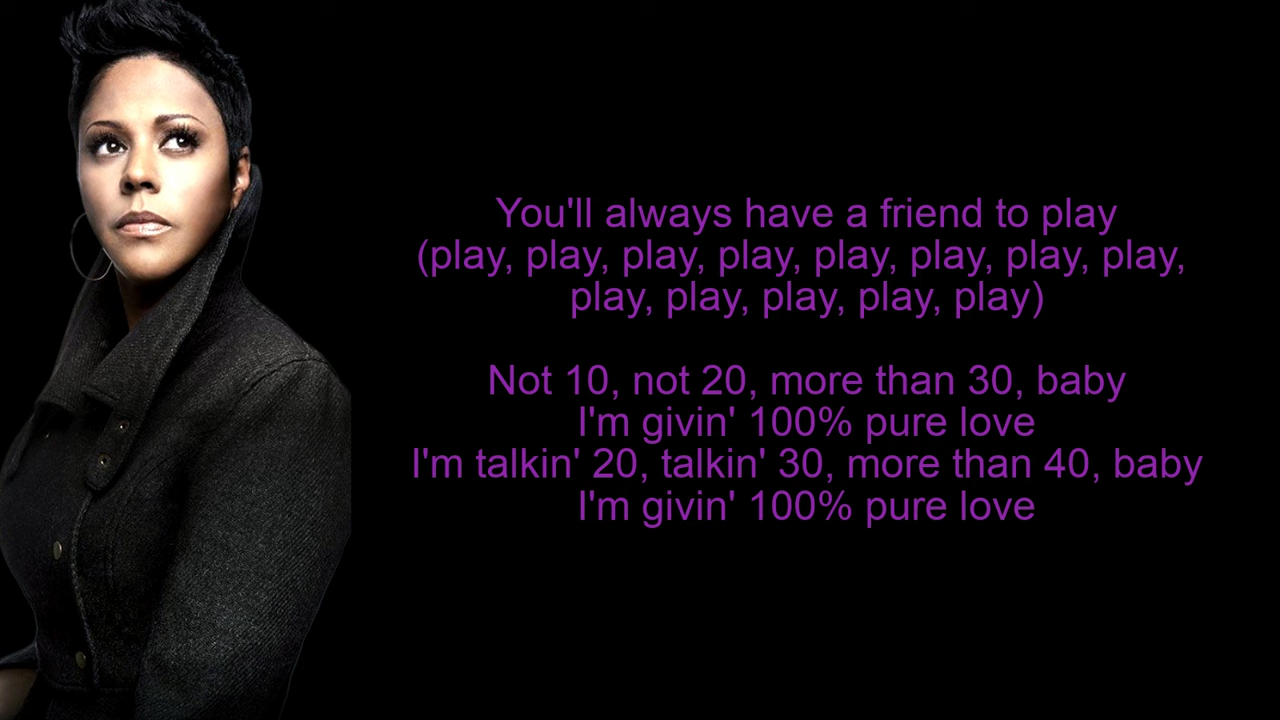 You'll always have a friend to play
(play, play, play, play, play, play, play, play,
play, play, play, play, play)
Not 10, not 20, more than 30, baby
I'm givin' 100% pure love
I'm talkin' 20, talkin' 30, more than 40, baby
I'm givin' 100% pure love